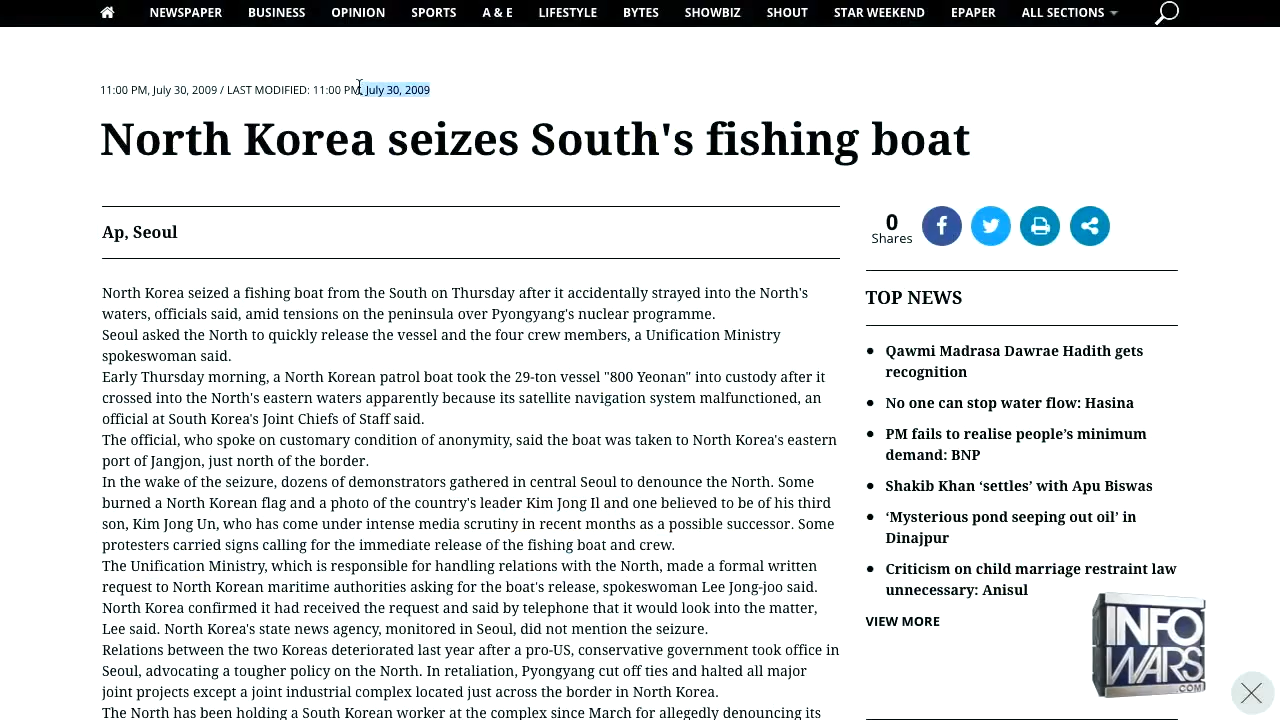 NEWSPAPER BUSINESS OPINION SPORTS A & E LIFESTYLE BYTES SHOWBIZ SHOUT STAR WEEKEND EPAPER ALL SECTIONS
11:00 PM, July 30, 2009 / LAST MODIFIED: 11:00 PM, July 30, 2009
North Korea seizes South's fishing boat
Ap, Seoul
North Korea seized a fishing boat from the South on Thursday after it accidentally strayed into the North's
waters, officials said, amid tensions on the peninsula over Pyongyang's nuclear programme.
Seoul asked the North to quickly release the vessel and the four crew members, a Unification Ministry
spokeswoman said.
Early Thursday morning, a North Korean patrol boat took the 29-ton vessel "800 Yeonan" into custody after it
crossed into the North's eastern waters apparently because its satellite navigation system malfunctioned, an
official at South Korea's Joint Chiefs of Staff said.
The official, who spoke on customary condition of anonymity, said the boat was taken to North Korea's eastern
port of Jangjon, just north of the border.
In the wake of the seizure, dozens of demonstrators gathered in central Seoul to denounce the North. Some
burned a North Korean flag and a photo of the country's leader Kim Jong Il and one believed to be of his third
son, Kim Jong Un, who has come under intense media scrutiny in recent months as a possible successor. Some
protesters carried signs calling for the immediate release of the fishing boat and crew.
The Unification Ministry, which is responsible for handling relations with the North, made a formal written
request to North Korean maritime authorities asking for the boat's release, spokeswoman Lee Jong-joo said.
North Korea confirmed it had received the request and said by telephone that it would look into the matter,
Lee said. North Korea's state news agency, monitored in Seoul, did not mention the seizure.
Relations between the two Koreas deteriorated last year after a pro-US, conservative government took office in
Seoul, advocating a tougher policy on the North. In retaliation, Pyongyang cut off ties and halted all major
joint projects except a joint industrial complex located just across the border in North Korea.
The North has been holding a South Korean worker at the complex since March for allegedly denouncing its
0
Shares
TOP NEWS
Qawmi Madrasa Dawrae Hadith gets
recognition
No one can stop water flow: Hasina
PM fails to realise people’s minimum
demand: BNP
Shakib Khan ‘settles’ with Apu Biswas
‘Mysterious pond seeping out oil’ in
Dinajpur
Criticism on child marriage restraint law
unnecessary: Anisul
VIEW MORE
INFO
WARS
.COM